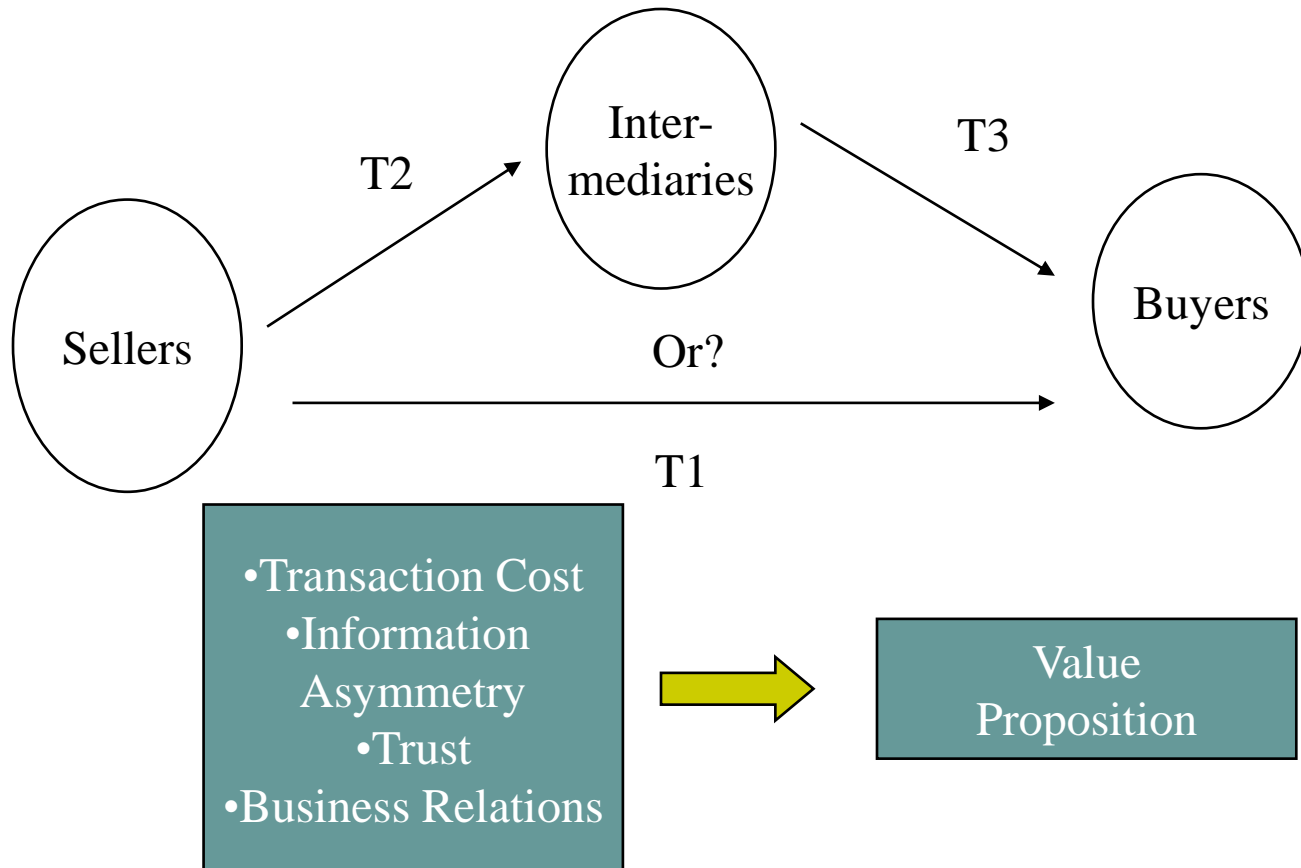 Inter-
mediaries
T2
T3
Sellers
Buyers
Or?
T1
•Transaction Cost
•Information
Asymmetry
•Trust
•Business Relations
Value
Proposition